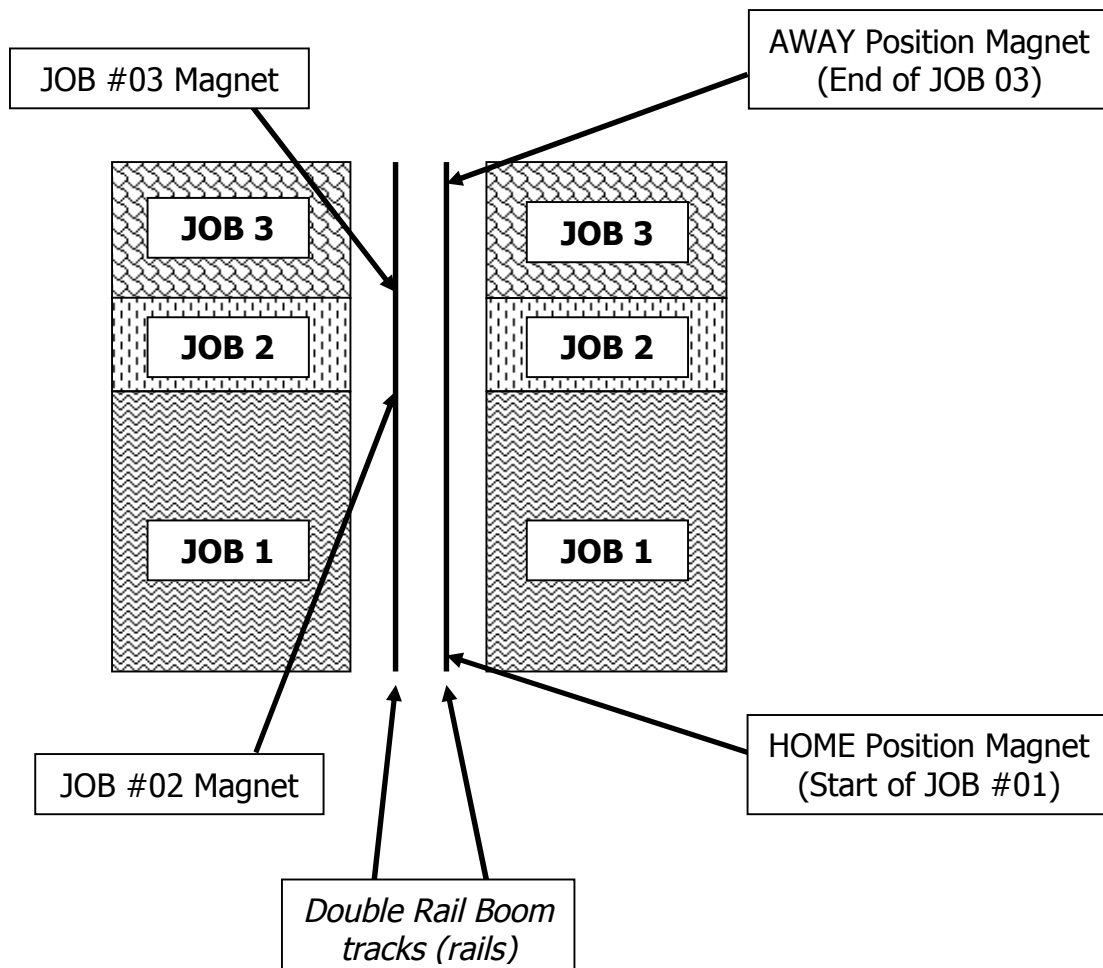 AWAY Position Magnet
(End of JOB 03)
JOB #03 Magnet
JOB 3
JOB 3
JOB 2
JOB 2
JOB 1
JOB 1
HOME Position Magnet
(Start of JOB #01)
JOB #02 Magnet
Double Rail Boom
tracks (rails)